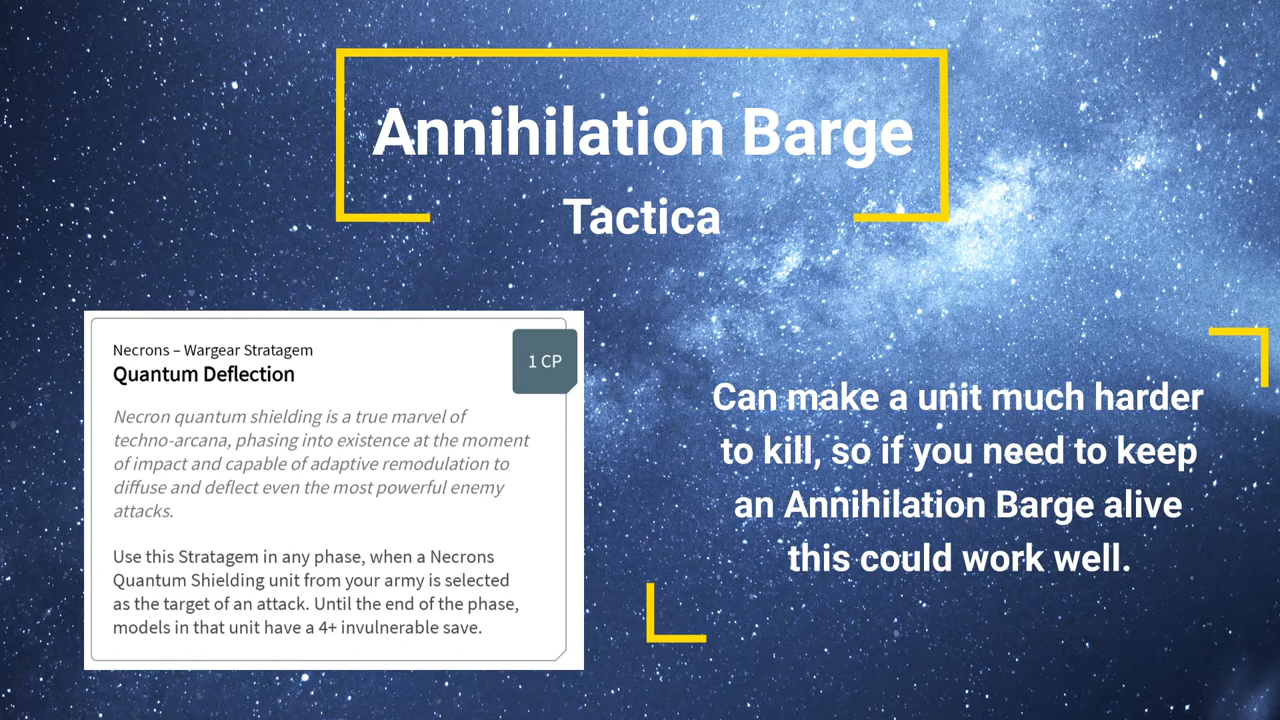 Annihilation Barge
Tactica
Necrons – Wargear Stratagem
1 CP
Quantum Deflection
Necron quantum shielding is a true marvel of
techno-arcana, phasing into existence at the moment
of impact and capable of adaptive remodulation to
diffuse and deflect even the most powerful enemy
attacks.
Use this Stratagem in any phase, when a Necrons
Quantum Shielding unit from your army is selected
as the target of an attack. Until the end of the phase,
models in that unit have a 4+ invulnerable save.
Can make a unit much harder
to kill, so if you need to keep
an Annihilation Barge alive
this could work well.